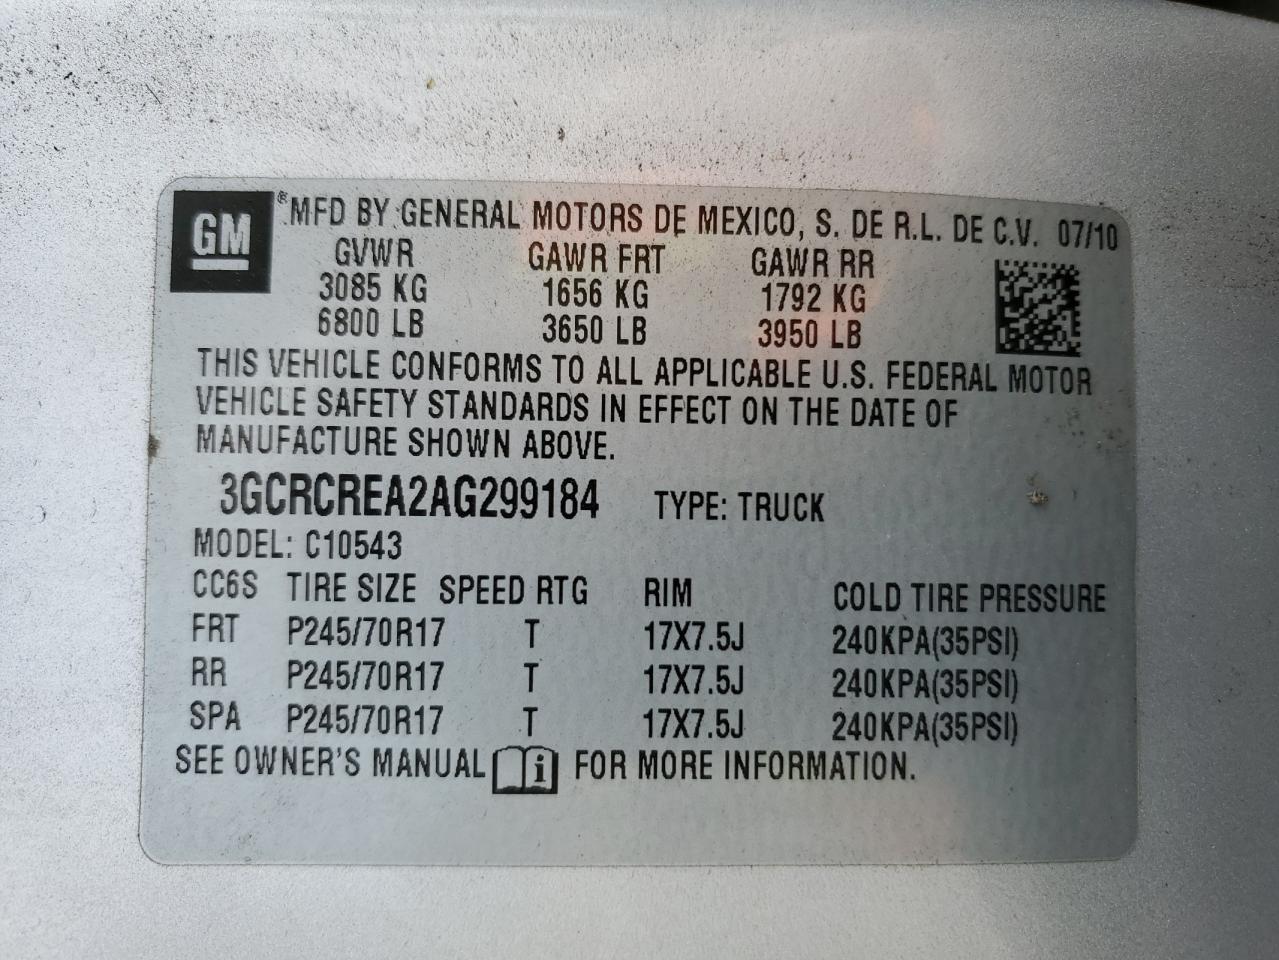 GM ® MFD BY GENERAL MOTORS DE MEXICO, S. DE R.L. DE C.V. 07/10
GVWR GAWR FRT GAWR RR
3085 KG 1656 KG 1792 KG
6800 LB 3650 LB 3950 LB
THIS VEHICLE CONFORMS TO ALL APPLICABLE U.S. FEDERAL MOTOR
VEHICLE SAFETY STANDARDS IN EFFECT ON THE DATE OF
MANUFACTURE SHOWN ABOVE.
3GCRCREA2AG299184 TYPE: TRUCK
MODEL: C10543
CC6S TIRE SIZE SPEED RTG RIM COLD TIRE PRESSURE
FRT P245/70R17 T 17X7.5J 240KPA(35PSI)
RR P245/70R17 T 17X7.5J 240KPA(35PSI)
SPA P245/70R17 T 17X7.5J 240KPA(35PSI)
SEE OWNER'S MANUAL i FOR MORE INFORMATION.